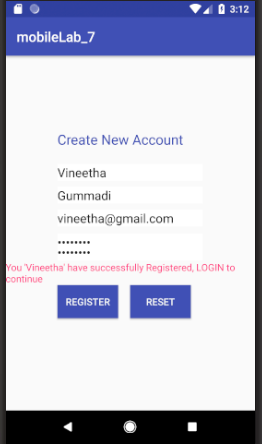 3:12
mobileLab_7
Create New Account
Vineetha
Gummadi
vineetha@gmail.com
••••••••
••••••••
You 'Vineetha' have successfully Registered, LOGIN to
continue
REGISTER RESET